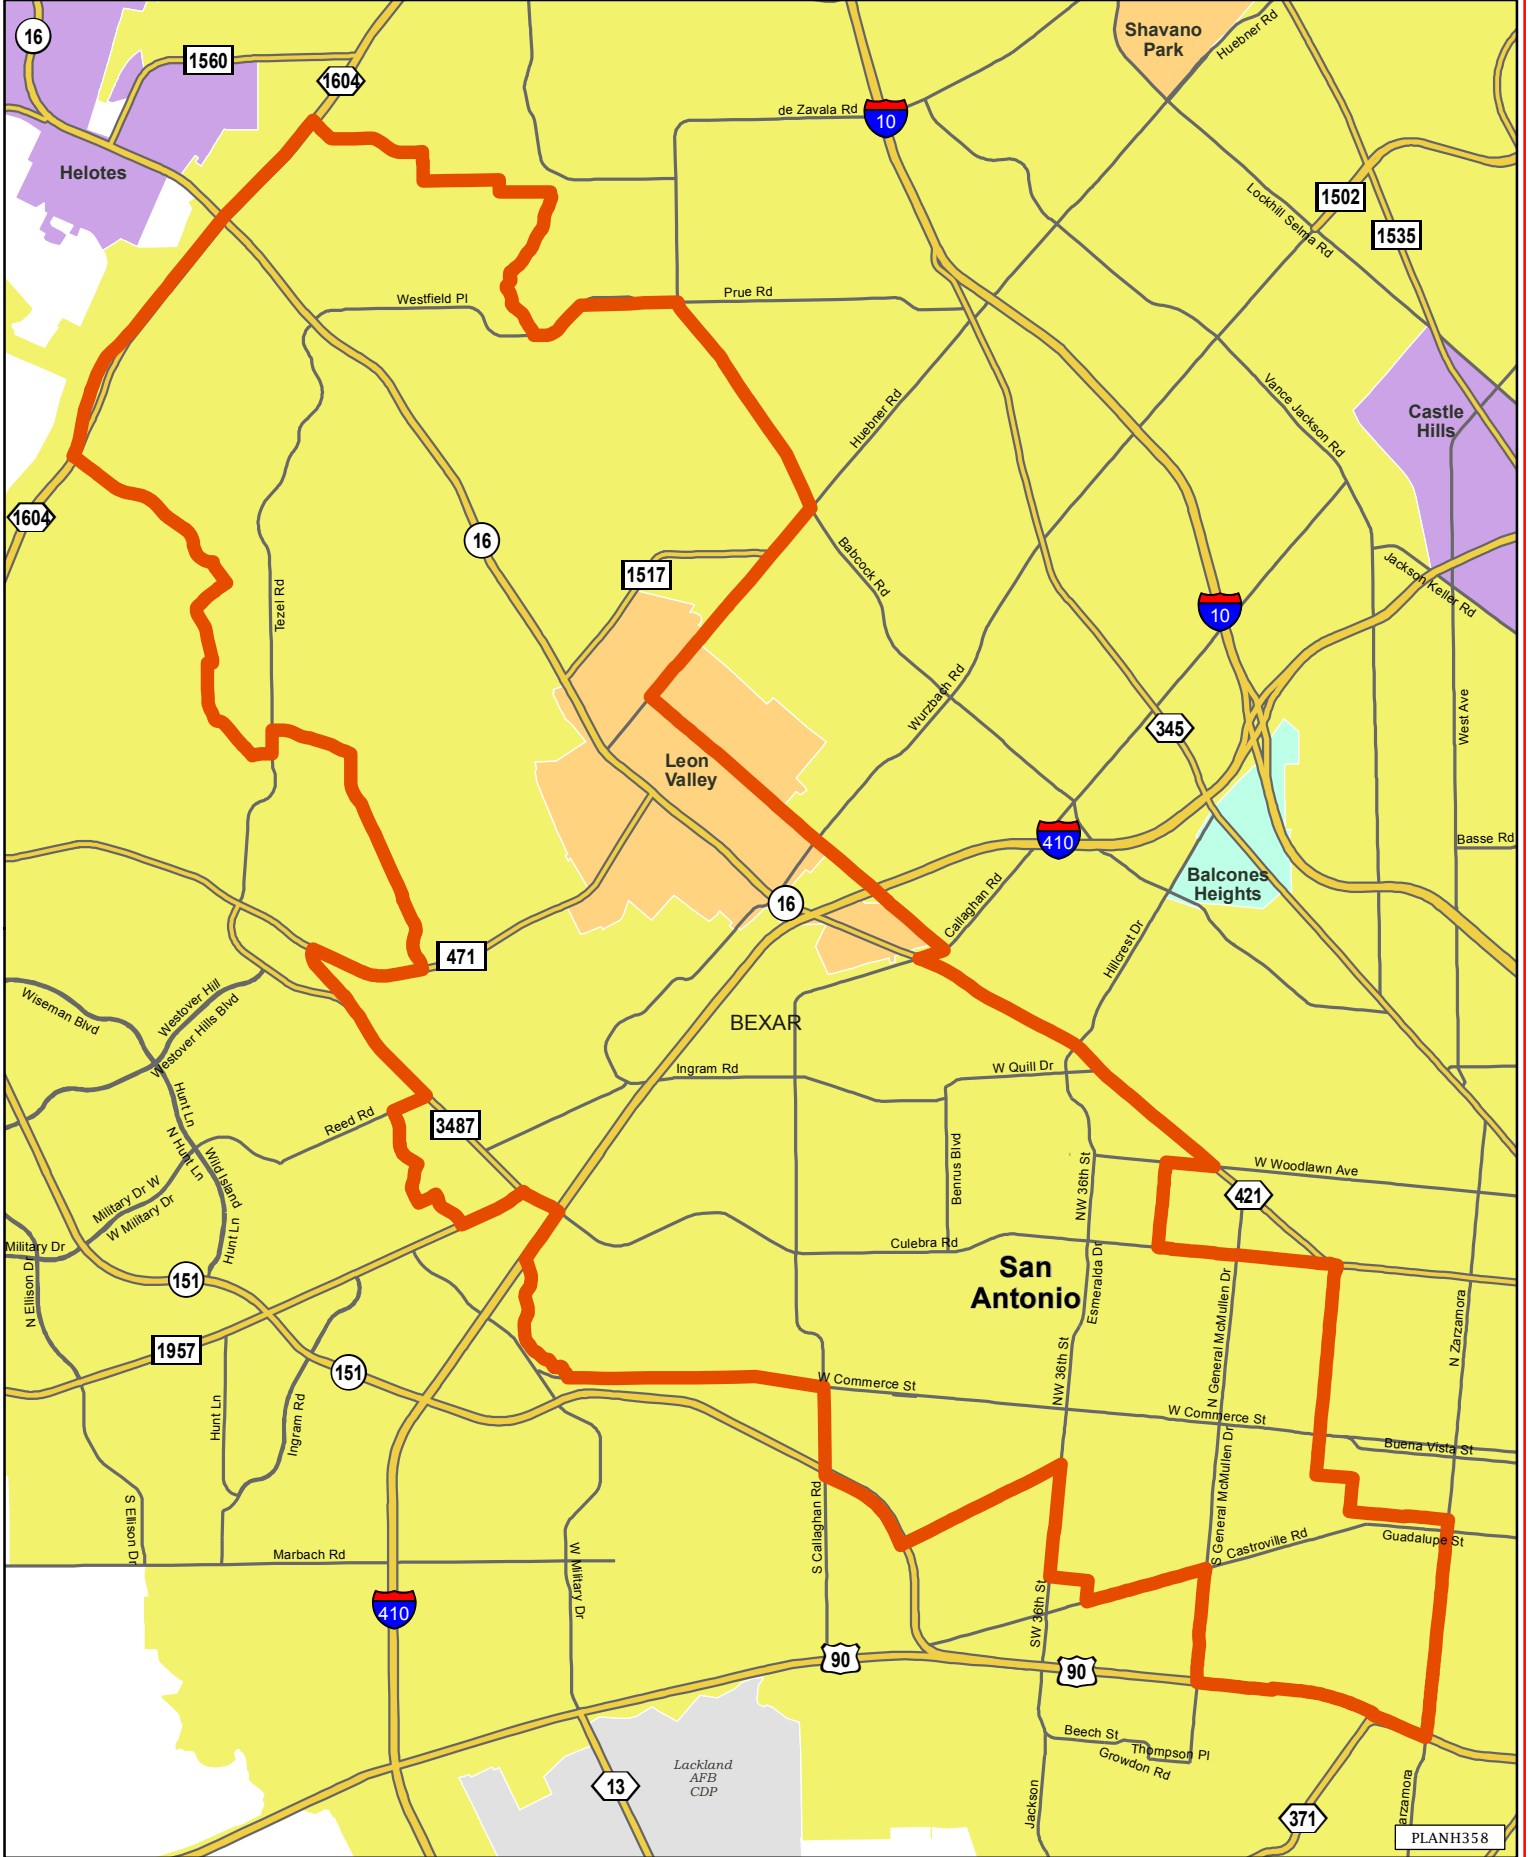 Shavano
Park
Huebner Rd
16
1560
1604
de Zavala Rd
10
Helotes
Lockhill Selma Rd
1502
1535
Westfield Pl
Prue Rd
Vance Jackson Rd
Castle
Hills
Huebner Rd
1604
16
Babcock Rd
1517
Jackson Keller Rd
Tezel Rd
10
Wurzbach Rd
West Ave
345
Leon
Valley
410
Basse Rd
Balcones
Heights
16
Callaghan Rd
Hillcrest Dr
471
Wiseman Blvd
Westover Hill
Westover Hills Blvd
BEXAR
Ingram Rd
W Quill Dr
Hunt Ln
Reed Rd
3487
N Hunt Ln
Wild Island
Benrus Blvd
NW 36th St
W Woodlawn Ave
421
Military Dr W
W Military Dr
Hunt Ln
Military Dr
Culebra Rd
N Ellison Dr
151
San
Antonio
Esmeralda Dr
N General McMullen Dr
N Zarzamora
1957
151
W Commerce St
NW 36th St
W Commerce St
Hunt Ln
Ingram Rd
Buena Vista St
S General McMullen Dr
S Ellison Dr
S Callaghan Rd
Castroville Rd
Guadalupe St
Marbach Rd
W Military Dr
410
SW 36th St
90
90
Beech St
Thompson Pl
Growdon Rd
Lackland
AFB
CDP
13
Jackson
371
arzamora
PLANH358